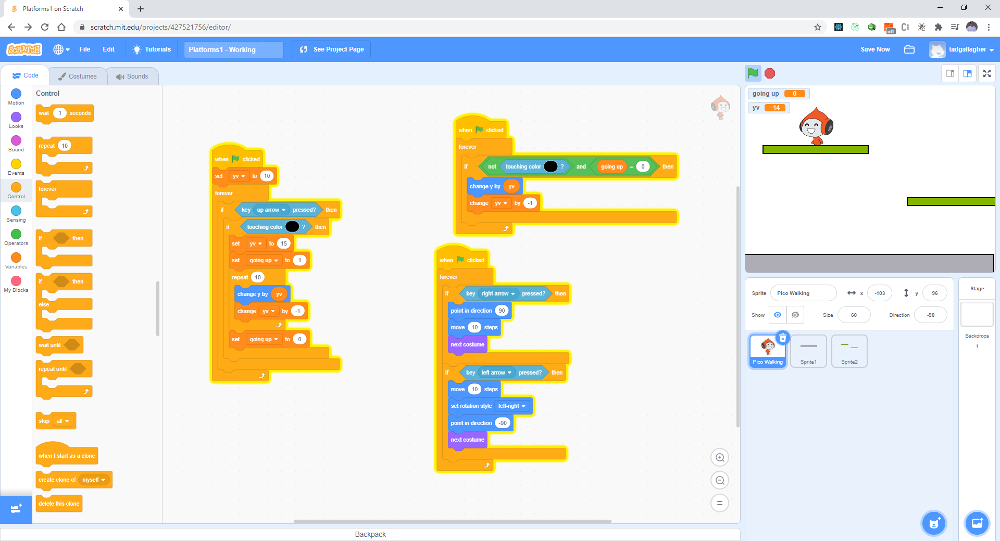 Platforms1 on Scratch
scratch.mit.edu/projects/427521756/editor/
off
SCRATCH
File
Edit
Tutorials
Platforms1 - Working
See Project Page
Save Now
tadgallagher
Code
Costumes
Sounds
Motion
Looks
Sound
Events
Control
Sensing
Operators
Variables
My Blocks
Control
wait 1 seconds
repeat 10
forever
if then
if then
else
wait until
repeat until
stop all
when I start as a clone
create clone of myself
delete this clone
when clicked
set yv to 10
forever
if key up arrow pressed? then
if touching color ? then
set yv to 15
set going up to 1
repeat 10
change y by yv
change yv by -1
set going up to 0
when clicked
forever
if not touching color ? and going up = 0 then
change y by yv
change yv by -1
when clicked
forever
if key right arrow pressed? then
point in direction 90
move 10 steps
next costume
if key left arrow pressed? then
move 10 steps
set rotation style left-right
point in direction -90
next costume
Backpack
going up 0
yv -14
Sprite Pico Walking x -103 y 96
Show Size 60 Direction -90
Pico Walking
Sprite1
Sprite2
Stage
Backdrops
1